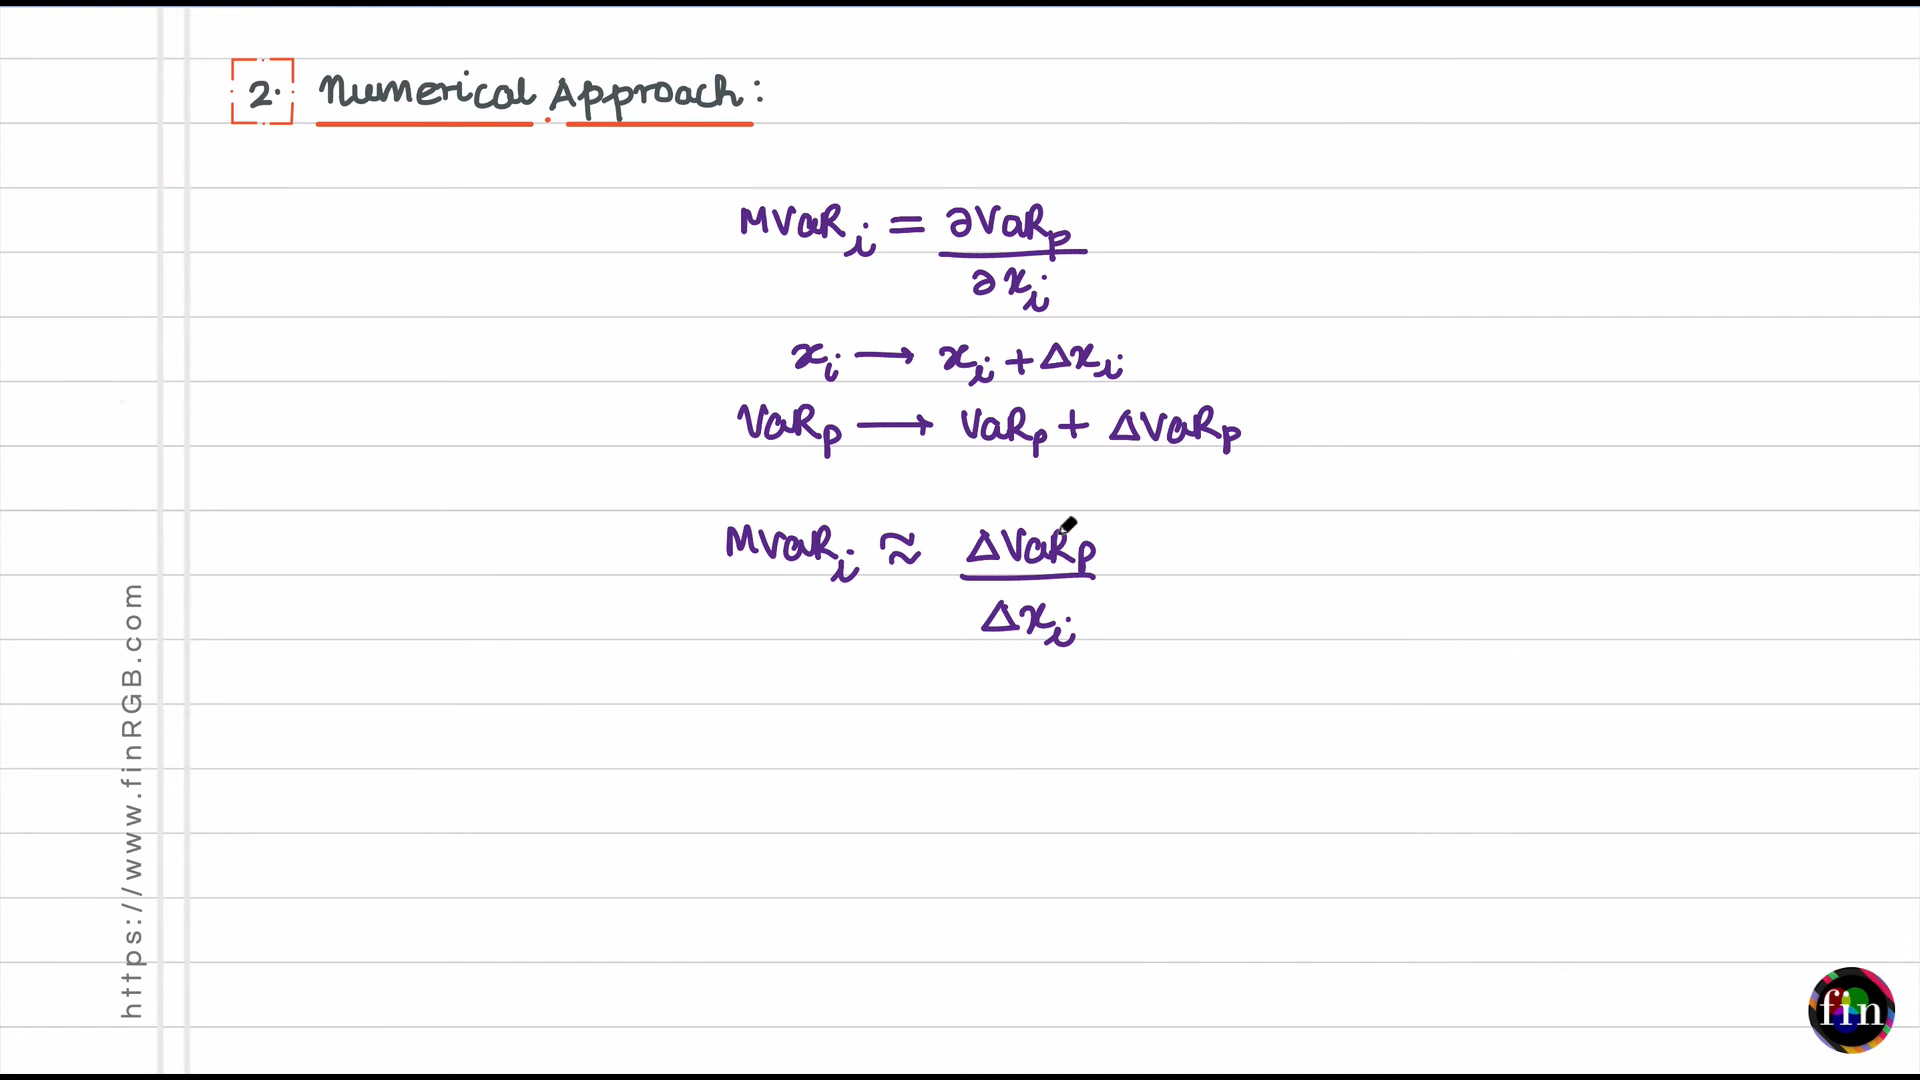 2. Numerical Approach:
MVaR_i = ∂VaR_p / ∂x_i
x_i → x_i + Δx_i
VaR_p → VaR_p + ΔVaR_p
MVaR_i ≈ ΔVaR_p / Δx_i
https://www.finRGB.com
fin